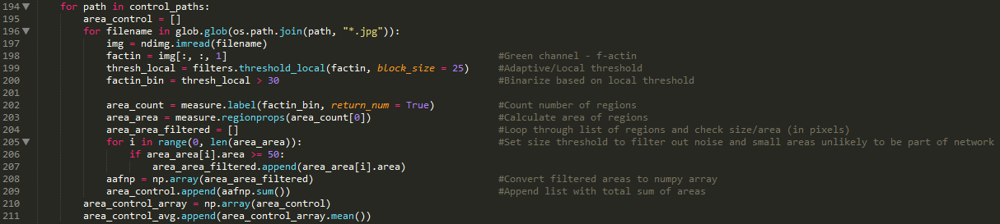 194 for path in control_paths:
195 area_control = []
196 for filename in glob.glob(os.path.join(path, "*.jpg")):
197 img = ndimg.imread(filename)
198 factin = img[:, :, 1] #Green channel - f-actin
199 thresh_local = filters.threshold_local(factin, block_size = 25) #Adaptive/Local threshold
200 factin_bin = thresh_local > 30 #Binarize based on local threshold
201
202 area_count = measure.label(factin_bin, return_num = True) #Count number of regions
203 area_area = measure.regionprops(area_count[0]) #Calculate area of regions
204 area_area_filtered = [] #Loop through list of regions and check size/area (in pixels)
205 for i in range(0, len(area_area)): #Set size threshold to filter out noise and small areas unlikely to be part of network
206 if area_area[i].area >= 50:
207 area_area_filtered.append(area_area[i].area)
208 aafnp = np.array(area_area_filtered) #Convert filtered areas to numpy array
209 area_control.append(aafnp.sum()) #Append list with total sum of areas
210 area_control_array = np.array(area_control)
211 area_control_avg.append(area_control_array.mean())